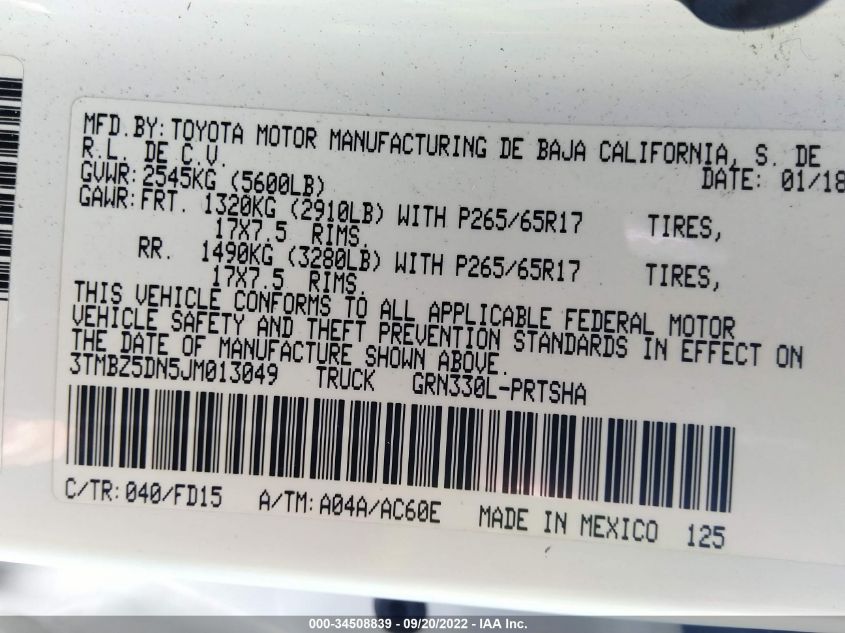 MFD. BY: TOYOTA MOTOR MANUFACTURING DE BAJA CALIFORNIA, S. DE
R.L. DE C.V.
GVWR: 2545KG (5600LB) DATE: 01/18
GAWR: FRT. 1320KG (2910LB) WITH P265/65R17 TIRES,
17X7.5 RIMS.
RR. 1490KG (3280LB) WITH P265/65R17 TIRES,
17X7.5 RIMS.
THIS VEHICLE CONFORMS TO ALL APPLICABLE FEDERAL MOTOR
VEHICLE SAFETY AND THEFT PREVENTION STANDARDS IN EFFECT ON
THE DATE OF MANUFACTURE SHOWN ABOVE.
3TMBZ5DN5JM013049 TRUCK GRN330L-PRTSHA
C/TR: 040/FD15 A/TM: A04A/AC60E MADE IN MEXICO 125
000-34508839 - 09/20/2022 - IAA Inc.